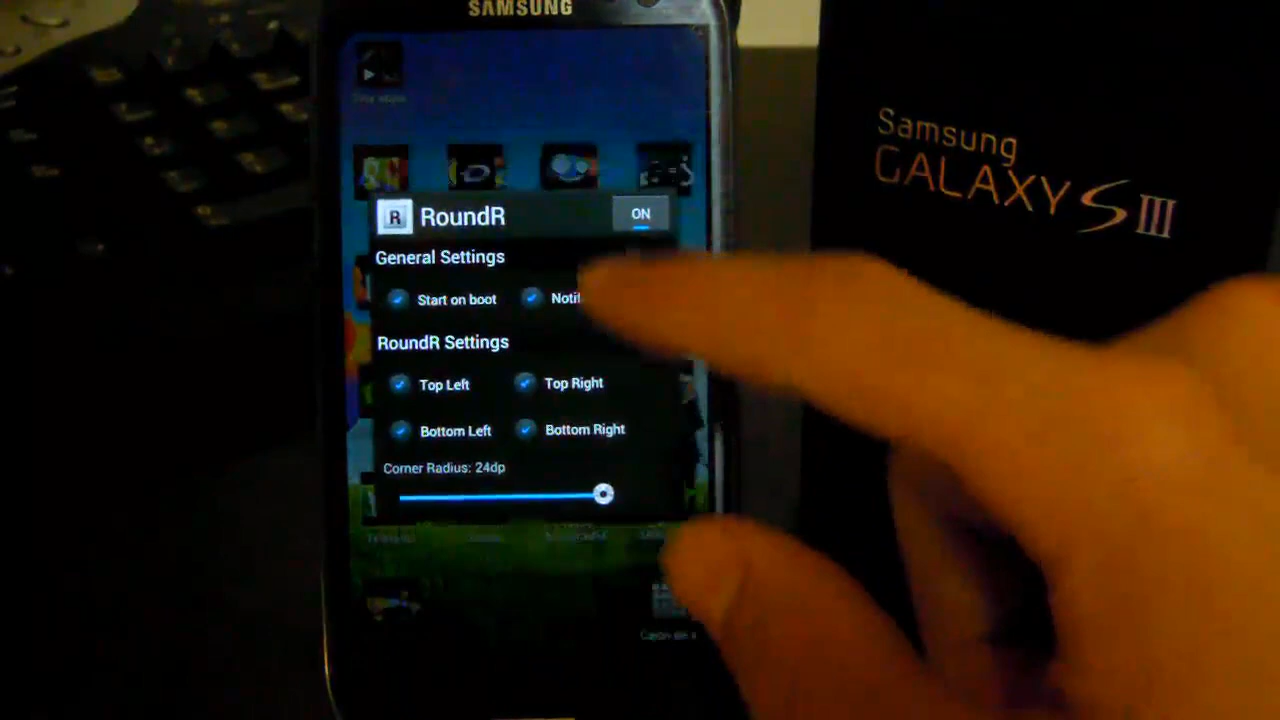 SAMSUNG
Samsung
GALAXY S III
R
RoundR
ON
General Settings
Start on boot
Notif
RoundR Settings
Top Left
Top Right
Bottom Left
Bottom Right
Corner Radius: 24dp